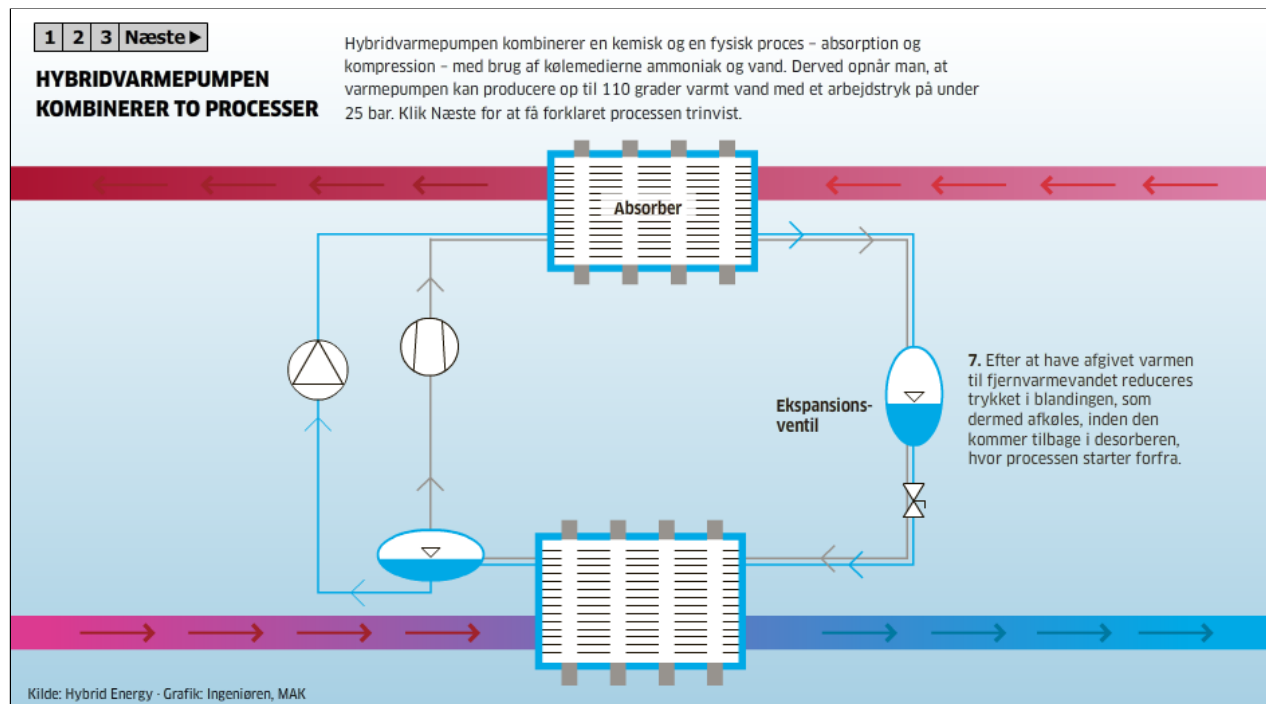 1 2 3 Næste▶
HYBRIDVARMEPUMPEN
KOMBINERER TO PROCESSER
Hybridvarmepumpen kombinerer en kemisk og en fysisk proces – absorption og
kompression – med brug af kølemedierne ammoniak og vand. Derved opnår man, at
varmepumpen kan producere op til 110 grader varmt vand med et arbejdstryk på under
25 bar. Klik Næste for at få forklaret processen trinvist.
Absorber
Ekspansions-
ventil
7. Efter at have afgivet varmen
til fjernvarmevandet reduceres
trykket i blandingen, som
dermed afkøles, inden den
kommer tilbage i desorberen,
hvor processen starter forfra.
Kilde: Hybrid Energy · Grafik: Ingeniøren, MAK